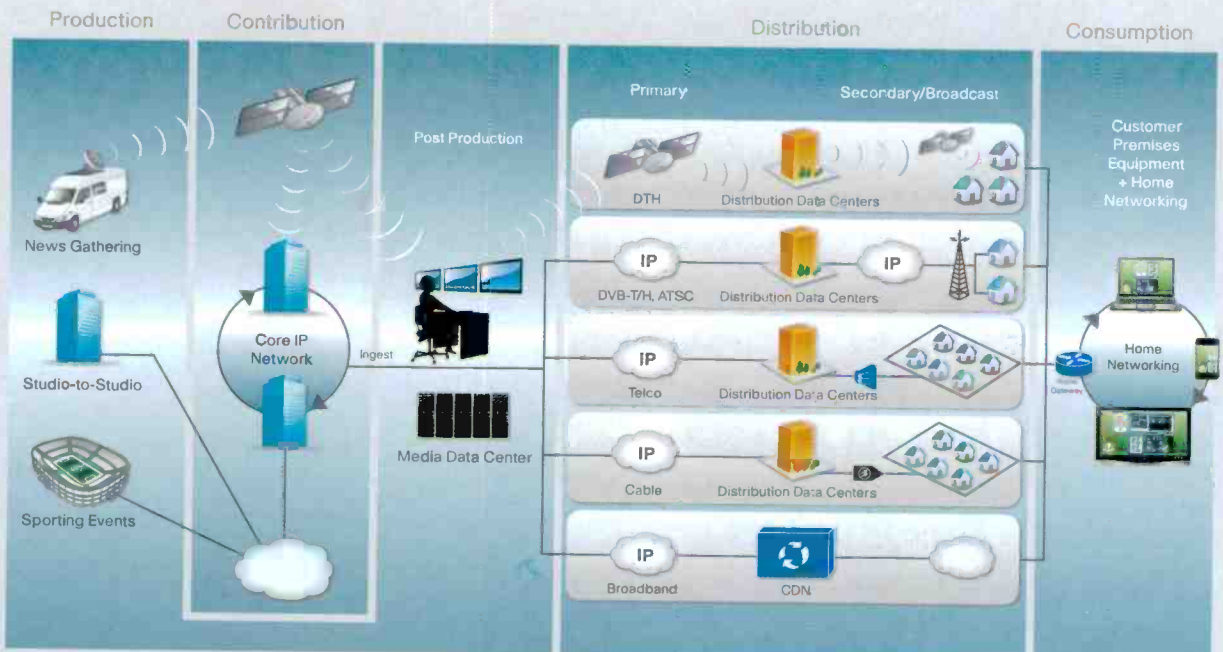 Production
Contribution
Distribution
Consumption
Primary
Secondary/Broadcast
Post Production
Customer
Premises
Equipment
+ Home
Networking
News Gathering
DTH
Distribution Data Centers
IP
IP
DVB-T/H, ATSC
Distribution Data Centers
Core IP
Network
Ingest
Studio-to-Studio
IP
Telco
Distribution Data Centers
Home
Networking
Gateway
Media Data Center
IP
Cable
Distribution Data Centers
Sporting Events
IP
Broadband
CDN